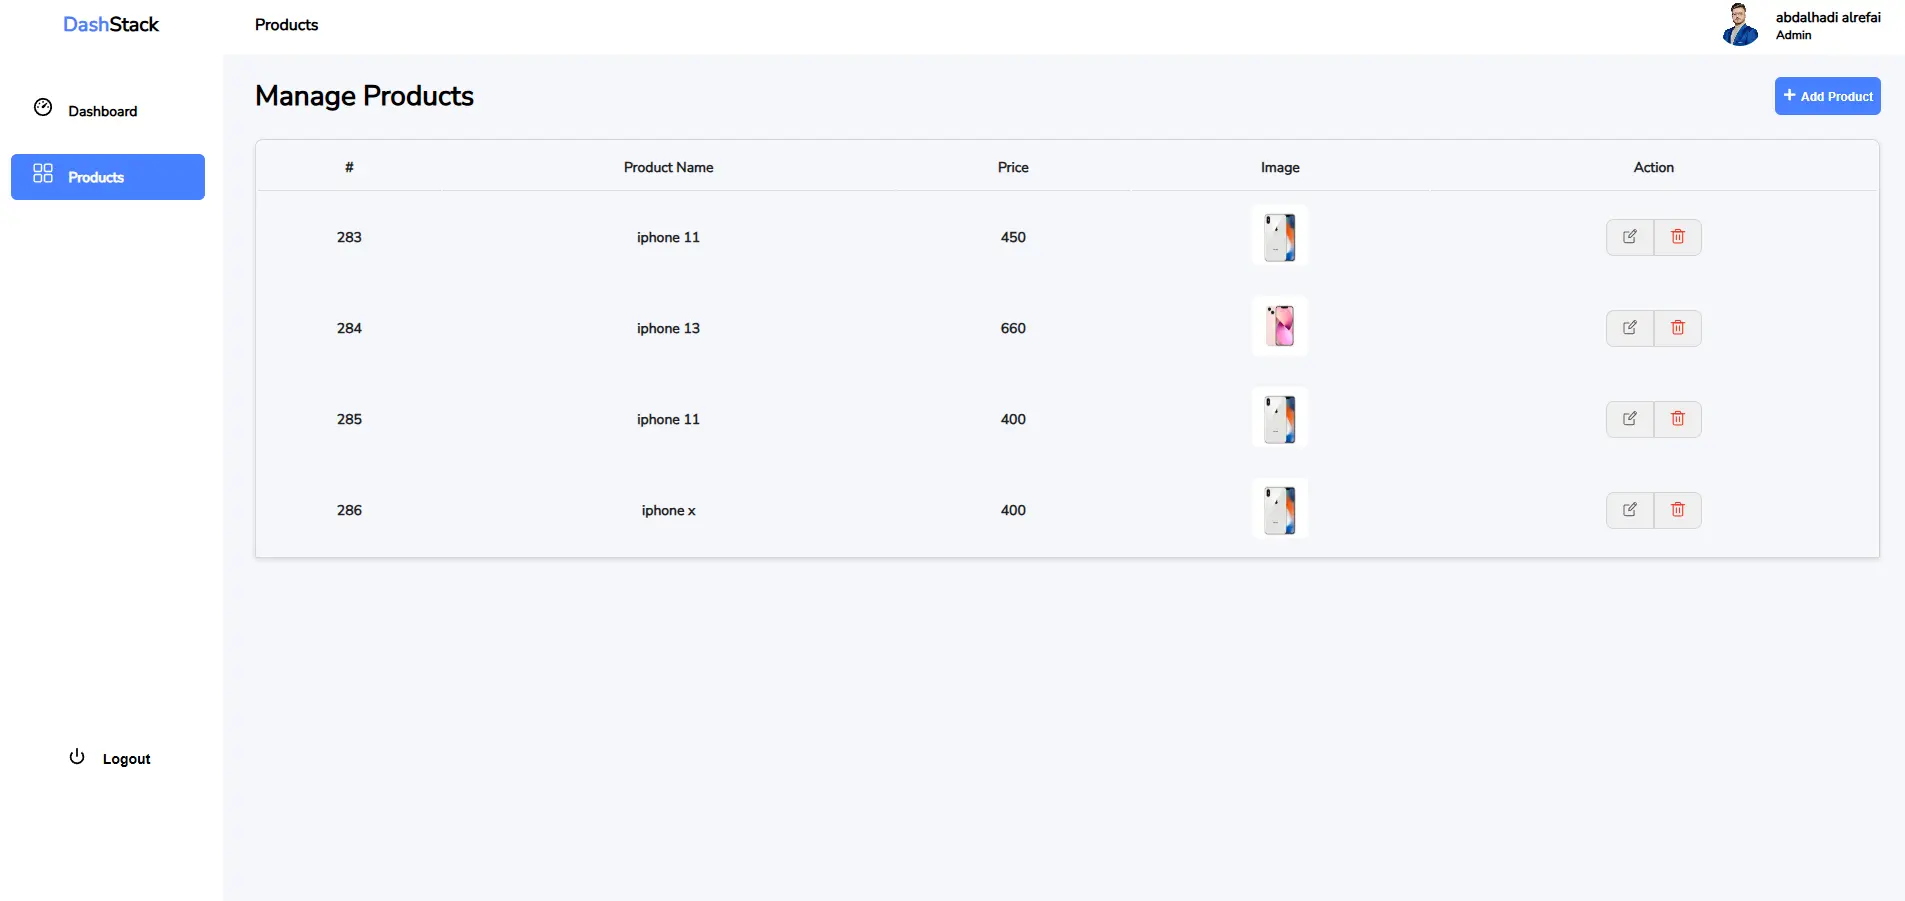 DashStack
Products
abdalhadi alrefai
Admin
Dashboard
Products
Logout
Manage Products
Add Product
# Product Name Price Image Action
283 iphone 11 450
284 iphone 13 660
285 iphone 11 400
286 iphone x 400